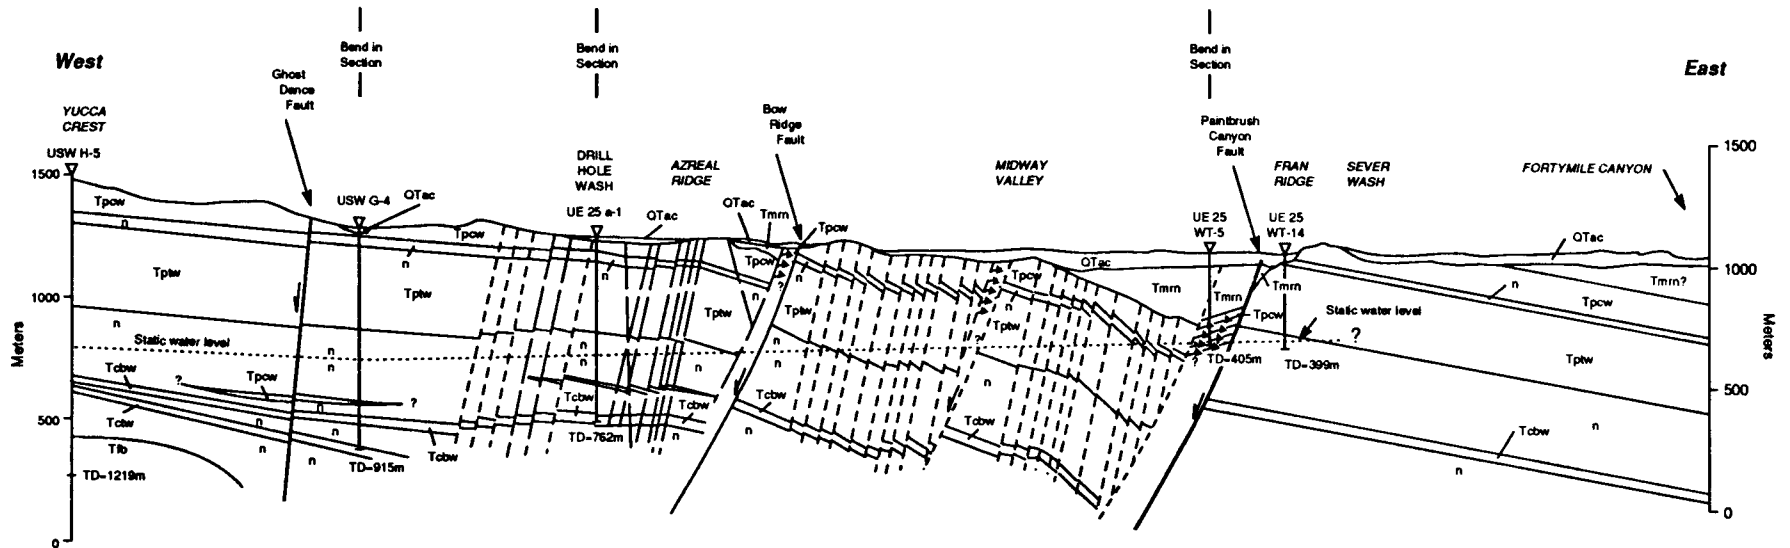 West
East
Bend in
Section
Bend in
Section
Bend in
Section
Ghost
Dance
Fault
Bow
Ridge
Fault
Paintbrush
Canyon
Fault
YUCCA
CREST
USW H-5
USW G-4
QTac
DRILL
HOLE
WASH
UE 25 a-1
AZREAL
RIDGE
QTac
QTac
Tmrn
Tpcw
MIDWAY
VALLEY
UE 25
WT-5
UE 25
WT-14
FRAN
RIDGE
SEVER
WASH
FORTYMILE CANYON
QTac
1500
1000
500
0
Meters
1500
1000
500
0
Meters
Tpcw
n
Tptw
n
Static water level
Tcbw
?
Tpcw
?
n
Tctw
n
n
Tfb
n
n
TD=1219m
TD=915m
Tcbw
Tpcw
n
Tptw
n
n
n
Tcbw
TD=762m
Tpcw
n
?
Tptw
n
Tcbw
n
n
Tptw
Tcbw
Tpcw
n
Tptw
?
n
Tcbw
QTac
Tmrn
Tmrn
Tmrn
Tpcw
?
TD=405m
TD=399m
Static water level
?
n
Tpcw
Tmrn?
Tptw
n
Tcbw
n